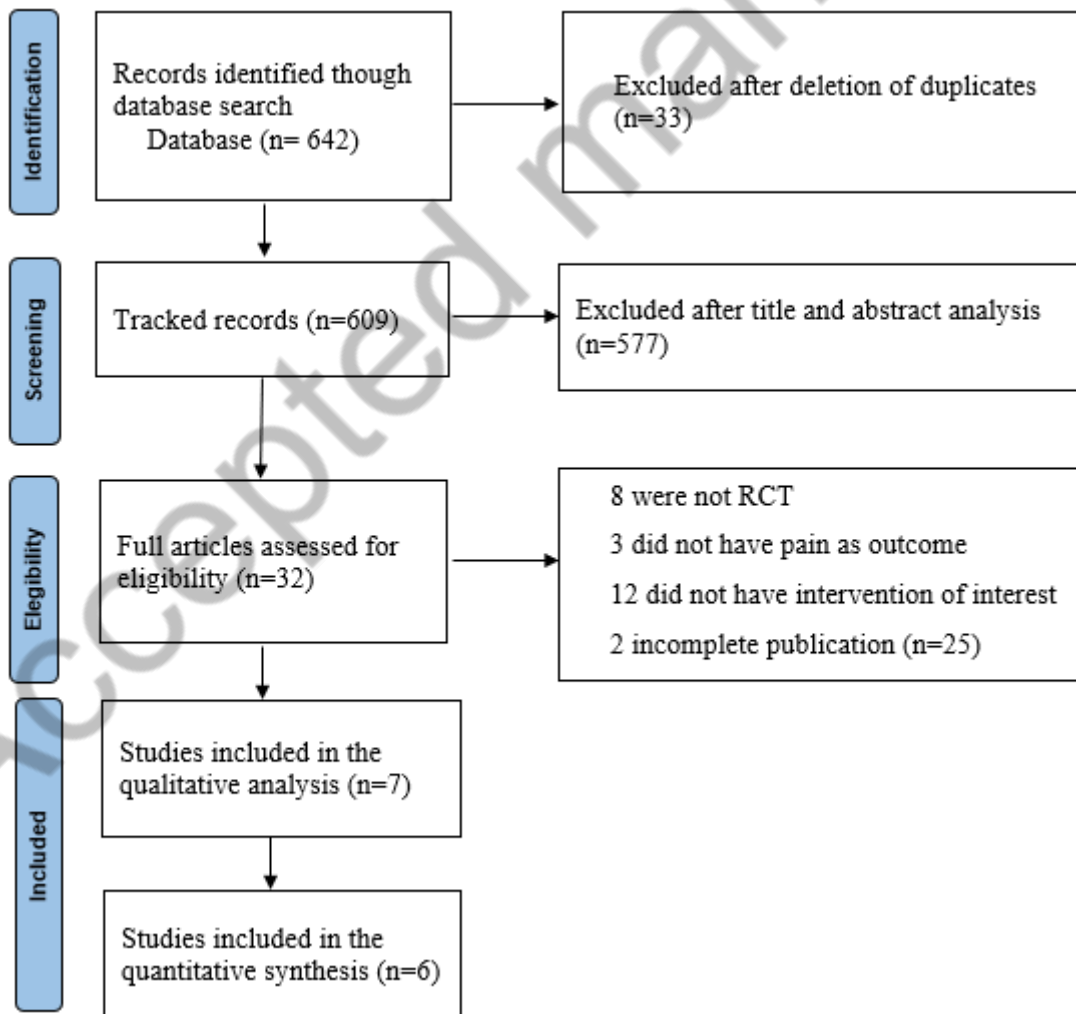 Identification
Records identified though
database search
Database (n= 642)
Excluded after deletion of duplicates
(n=33)
Screening
Tracked records (n=609)
Excluded after title and abstract analysis
(n=577)
Elegibility
Full articles assessed for
eligibility (n=32)
8 were not RCT
3 did not have pain as outcome
12 did not have intervention of interest
2 incomplete publication (n=25)
Included
Studies included in the
qualitative analysis (n=7)
Studies included in the
quantitative synthesis (n=6)
Accepted man